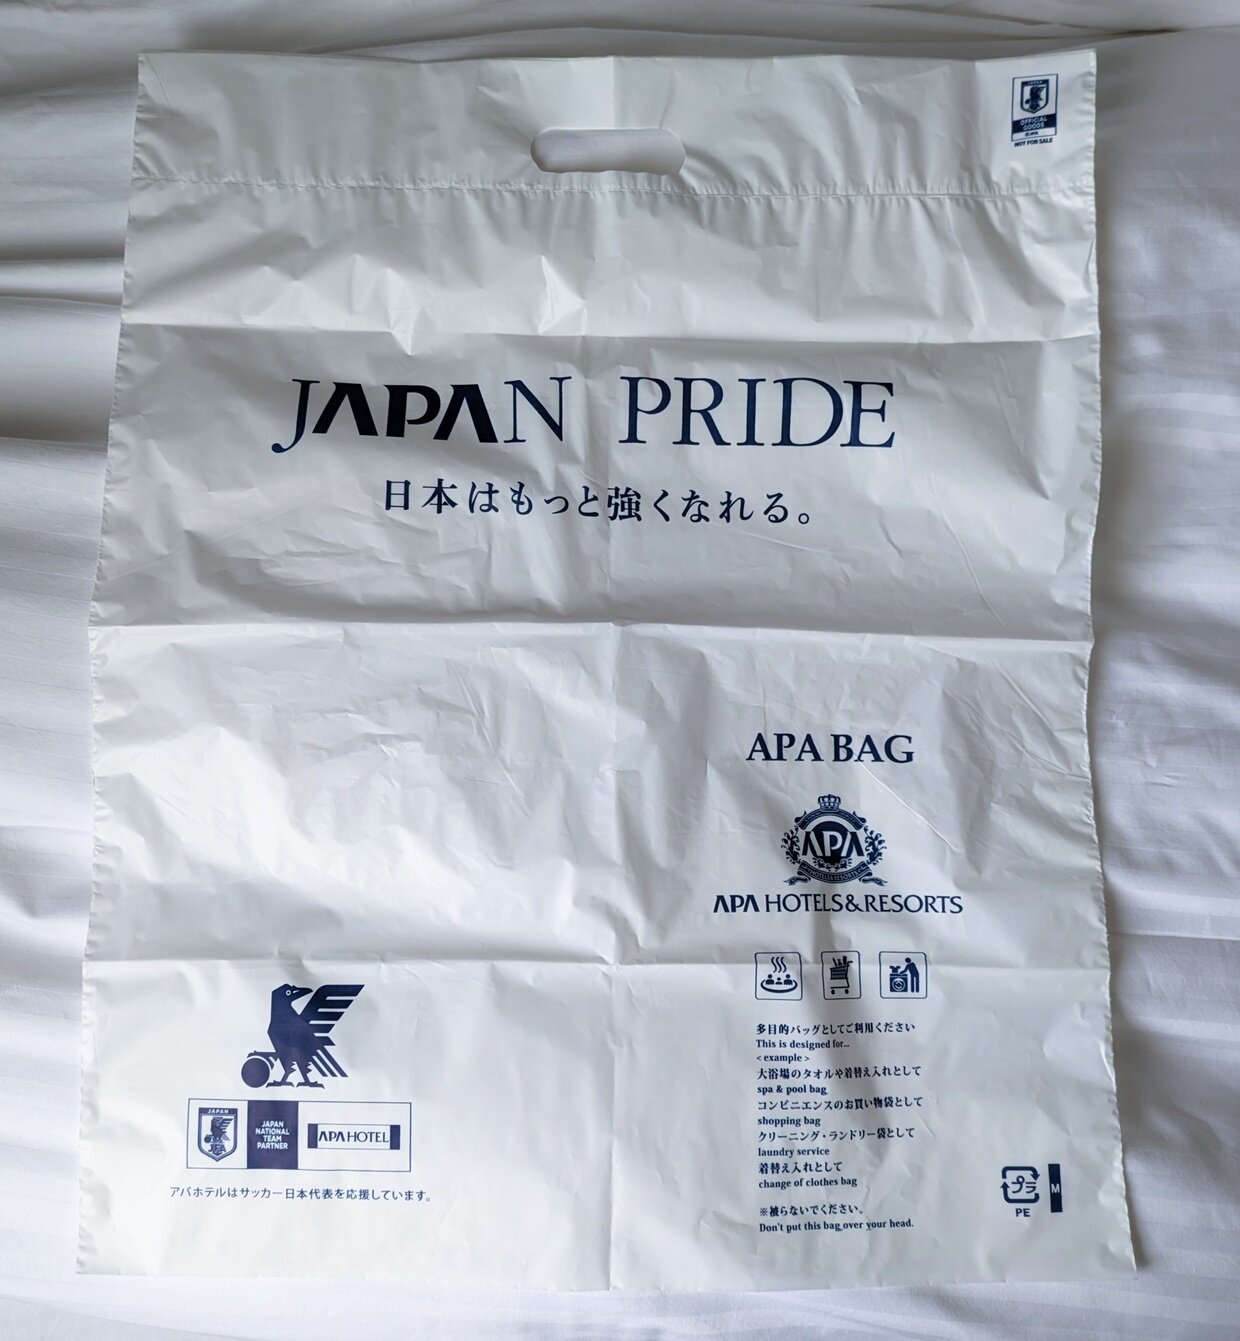 JAPAN
OFFICIAL
GOODS
NOT FOR SALE
JAPAN PRIDE
日本はもっと強くなれる。
APA BAG
APA
HOTELS&RESORTS
APA HOTELS&RESORTS
多目的バッグとしてご利用ください
This is designed for...
< example >
大浴場のタオルや着替え入れとして
spa & pool bag
コンビニエンスのお買い物袋として
shopping bag
クリーニング・ランドリー袋として
laundry service
着替え入れとして
change of clothes bag
※被らないでください。
Don't put this bag over your head.
JAPAN
JFA
JAPAN
NATIONAL
TEAM
PARTNER
APA HOTEL
アパホテルはサッカー日本代表を応援しています。
プラ
PE
M